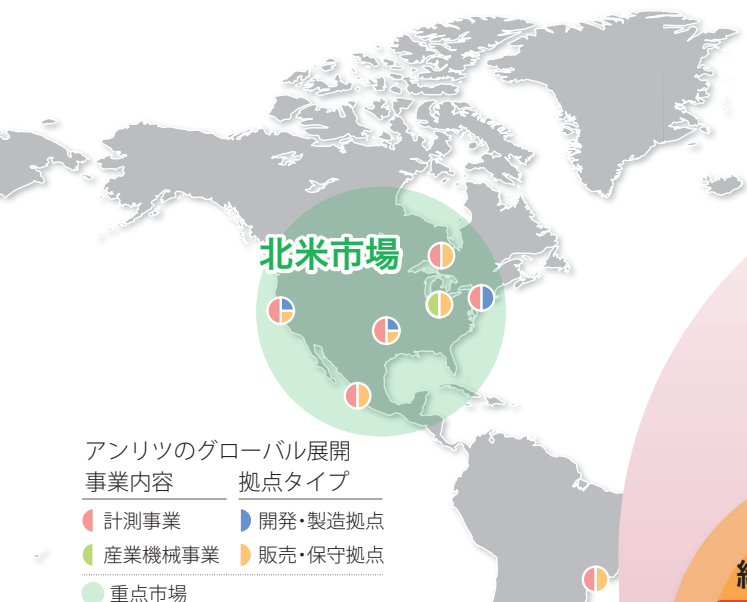 北米市場
アンリツのグローバル展開
事業内容 拠点タイプ
計測事業 開発・製造拠点
産業機械事業 販売・保守拠点
重点市場